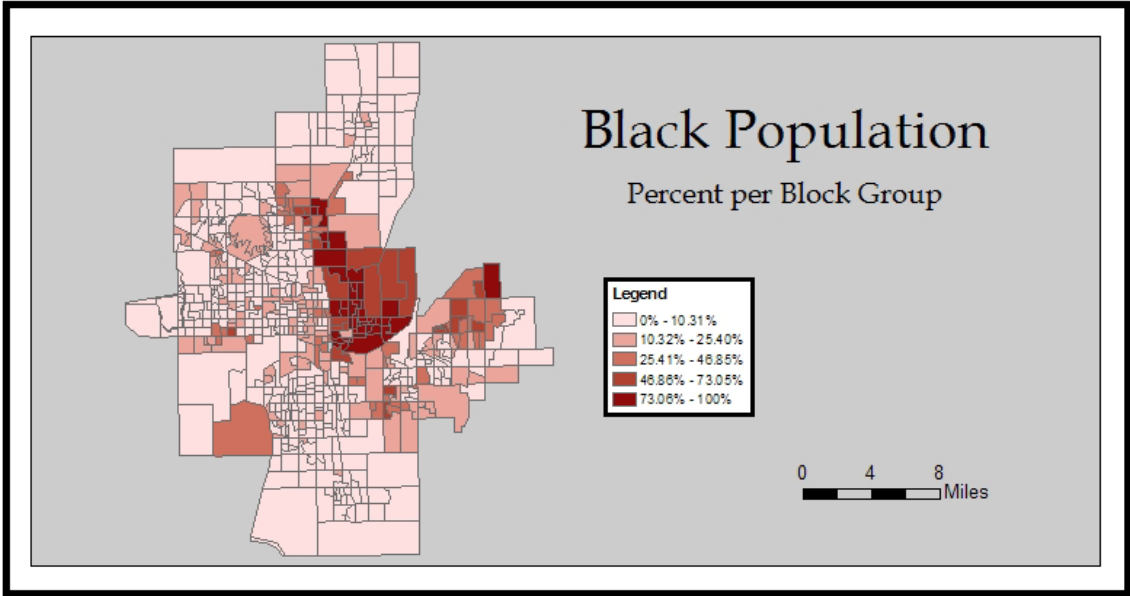 Black Population
Percent per Block Group
Legend
0% - 10.31%
10.32% - 25.40%
25.41% - 46.85%
46.86% - 73.05%
73.06% - 100%
0 4 8
Miles